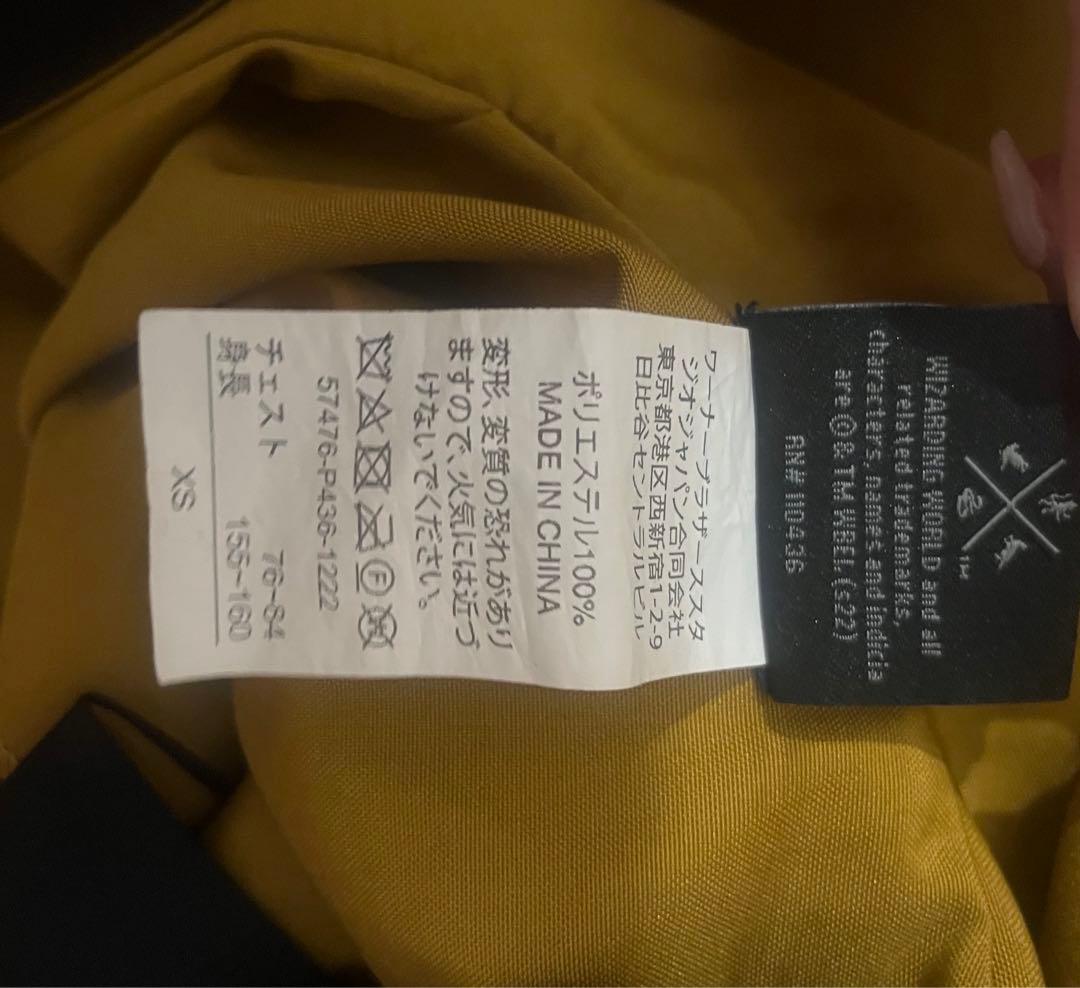 WIZARDING WORLD and all
related trademarks,
characters, names and indicia
are © & ™ WBEI. (s22)
AN# 110436
ワーナーブラザーススタ
ジオジャパン合同会社
東京都港区西新宿1-2-9
日比谷セントラルビル
ポリエステル100%
MADE IN CHINA
変形、変質の恐れがあり
ますので、火気には近づ
けないでください。
57476-P436-1222
チェスト 76~84
身長 155~160
XS